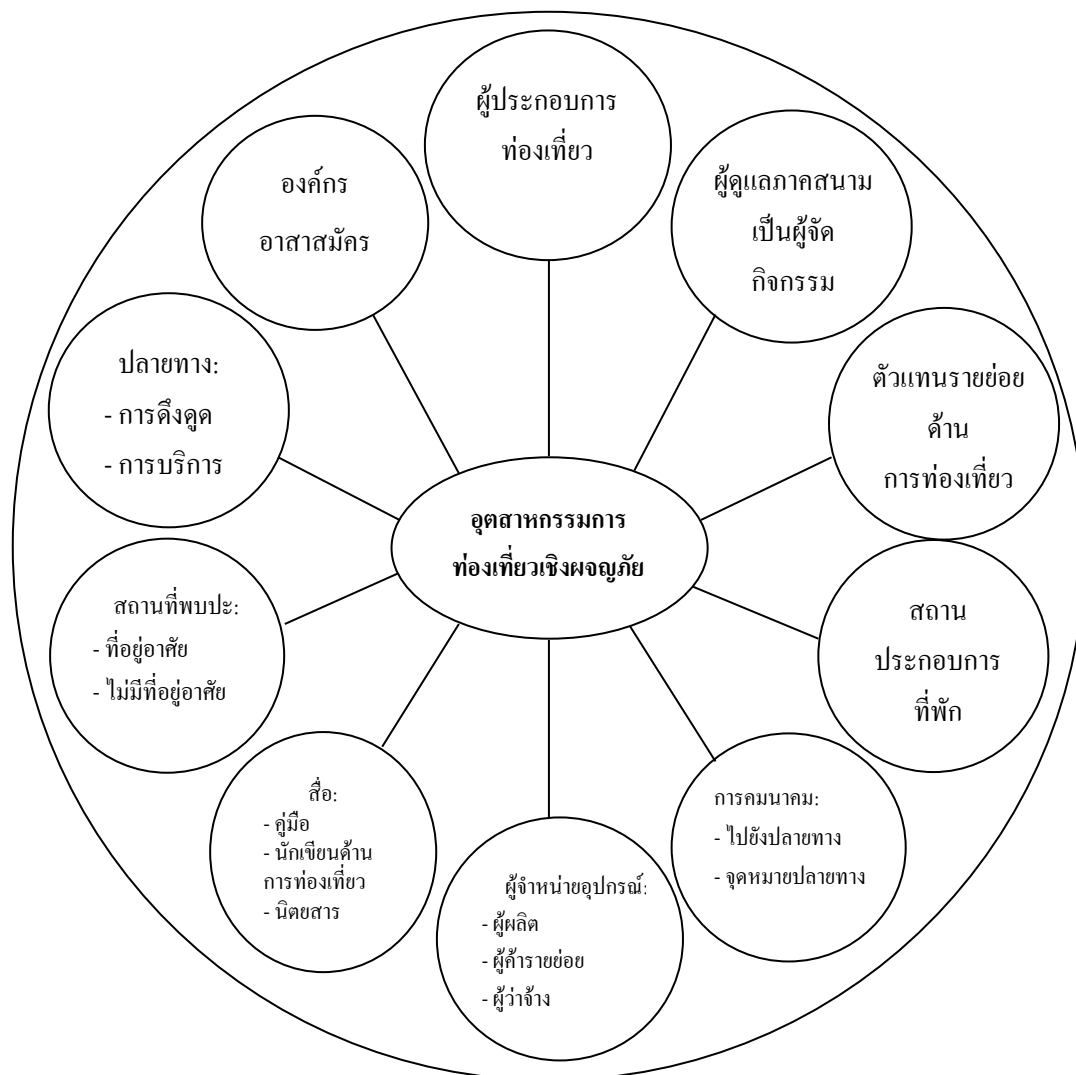 ผู้ประกอบการ
ท่องเที่ยว
องค์กร
อาสาสมัคร
ผู้ดูแลภาคสนาม
เป็นผู้จัด
กิจกรรม
ปลายทาง:
- การดึงดูด
- การบริการ
ตัวแทนรายย่อย
ด้าน
การท่องเที่ยว
อุตสาหกรรมการ
ท่องเที่ยวเชิงผจญภัย
สถานที่พบปะ:
- ที่อยู่อาศัย
- ไม่มีที่อยู่อาศัย
สถาน
ประกอบการ
ที่พัก
สื่อ:
- คู่มือ
- นักเขียนด้าน
การท่องเที่ยว
- นิตยสาร
การคมนาคม:
- ไปยังปลายทาง
- จุดหมายปลายทาง
ผู้จำหน่ายอุปกรณ์:
- ผู้ผลิต
- ผู้ค้ารายย่อย
- ผู้ว่าจ้าง